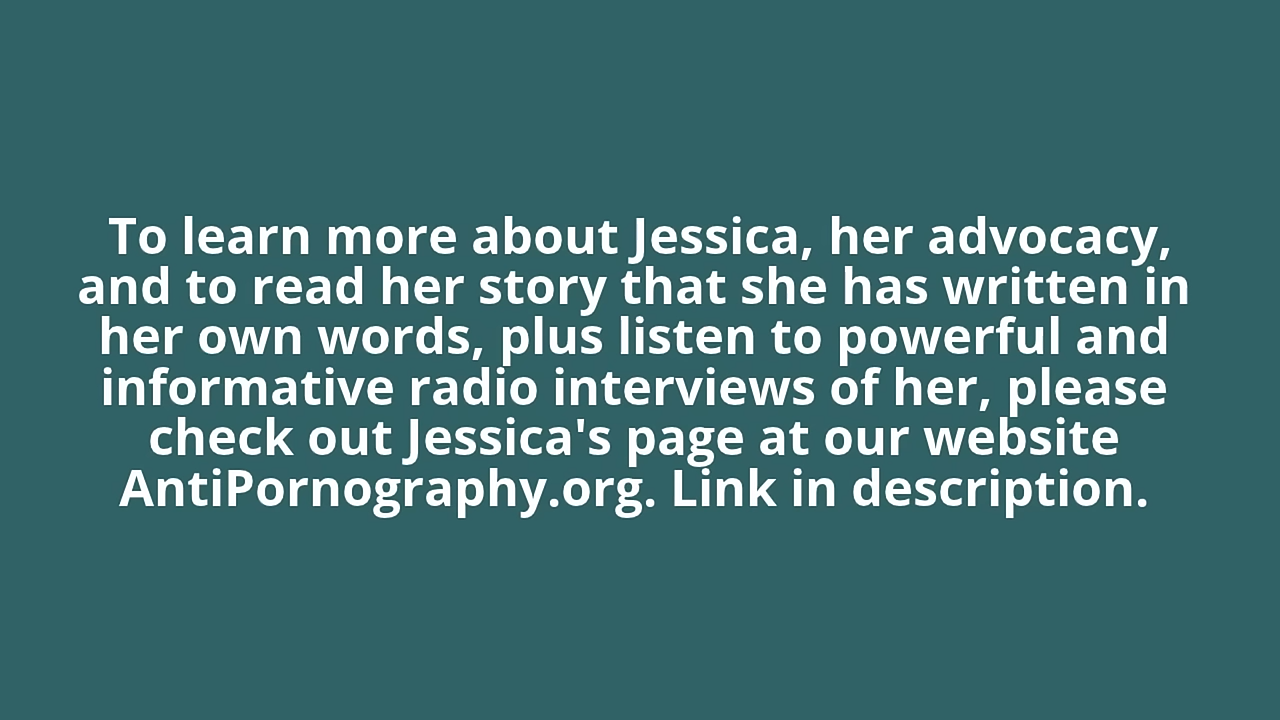 To learn more about Jessica, her advocacy,
and to read her story that she has written in
her own words, plus listen to powerful and
informative radio interviews of her, please
check out Jessica's page at our website
AntiPornography.org. Link in description.